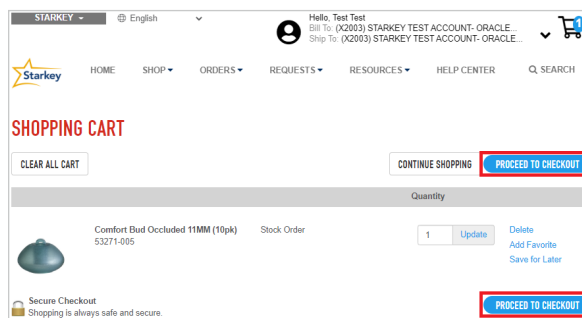 STARKEY
English
Hello, Test Test
Bill To: (X2003) STARKEY TEST ACCOUNT- ORACLE...
Ship To: (X2003) STARKEY TEST ACCOUNT- ORACLE...
1
Starkey
HOME SHOP ORDERS REQUESTS RESOURCES HELP CENTER SEARCH
SHOPPING CART
CLEAR ALL CART CONTINUE SHOPPING PROCEED TO CHECKOUT
Quantity
Comfort Bud Occluded 11MM (10pk) Stock Order 1 Update Delete
53271-005 Add Favorite
Save for Later
Secure Checkout
Shopping is always safe and secure.
PROCEED TO CHECKOUT